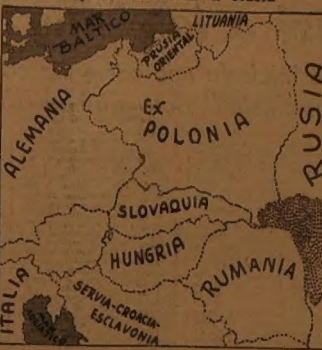 MAR
BALTICO
LITUANIA
PRUSIA
ORIENTAL
ALEMANIA
EX
POLONIA
RUSIA
SLOVAQUIA
HUNGRIA
RUMANIA
ITALIA
SERVIA-CROACIA-
ESCLAVONIA